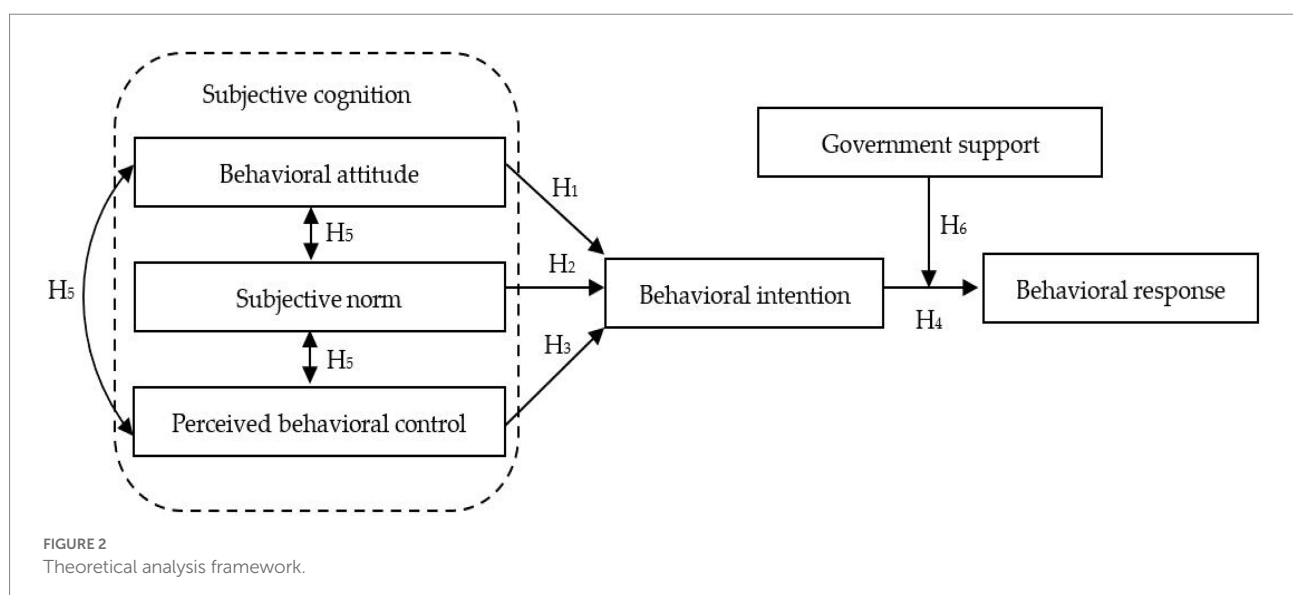 Subjective cognition
Behavioral attitude
Government support
H₁
H₅
H₆
H₂
Subjective norm
Behavioral intention
Behavioral response
H₅
H₄
H₃
H₅
Perceived behavioral control
FIGURE 2
Theoretical analysis framework.